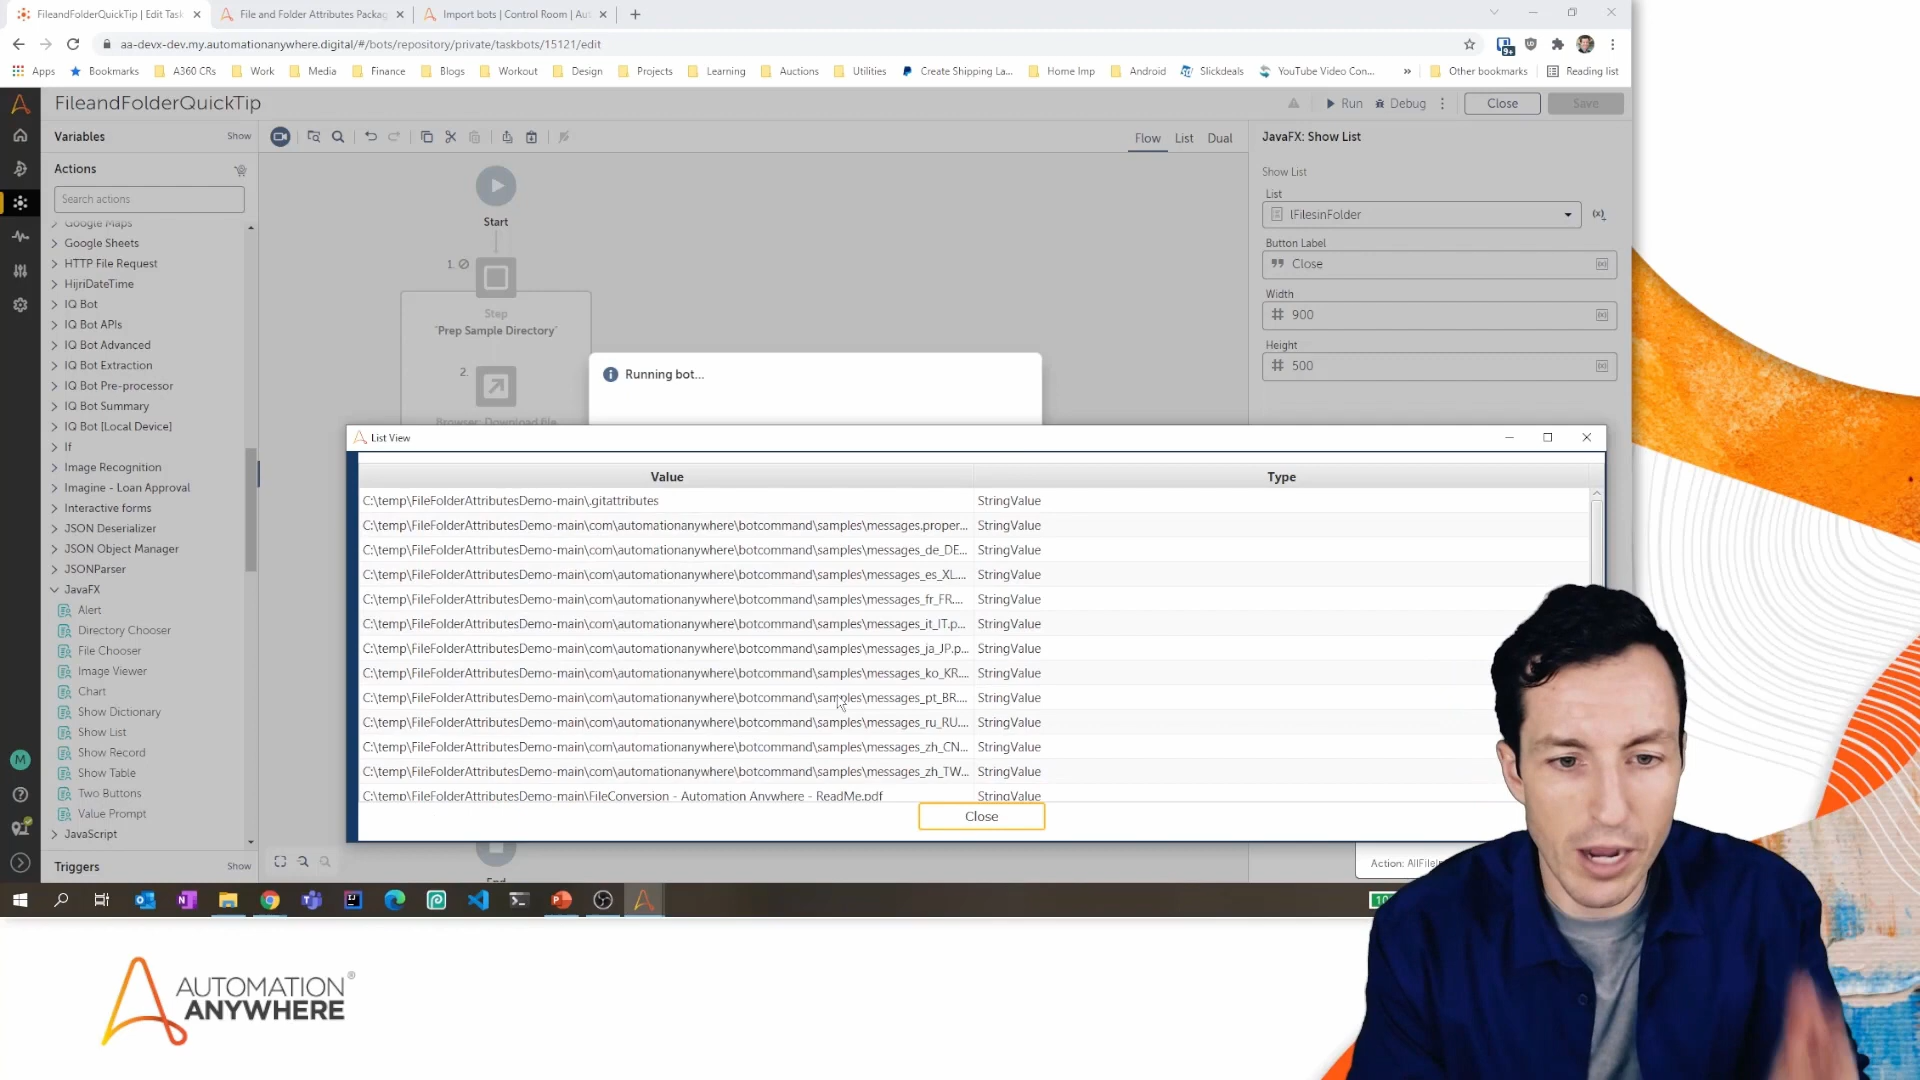 FileandFolderQuickTip | Edit Task
File and Folder Attributes Packag
Import bots | Control Room | Aut
aa-devx-dev.my.automationanywhere.digital/#/bots/repository/private/taskbots/15121/edit
Apps
Bookmarks
A360 CRs
Work
Media
Finance
Blogs
Workout
Design
Projects
Learning
Auctions
Utilities
Create Shipping La...
Home Imp
Android
Slickdeals
YouTube Video Con...
»
Other bookmarks
Reading list
FileandFolderQuickTip
Run
Debug
Close
Save
Variables
Show
Flow
List
Dual
JavaFX: Show List
Actions
Search actions
Google Maps
Google Sheets
HTTP File Request
HijriDateTime
IQ Bot
IQ Bot APIs
IQ Bot Advanced
IQ Bot Extraction
IQ Bot Pre-processor
IQ Bot Summary
IQ Bot [Local Device]
If
Image Recognition
Imagine - Loan Approval
Interactive forms
JSON Deserializer
JSON Object Manager
JSONParser
JavaFX
Alert
Directory Chooser
File Chooser
Image Viewer
Chart
Show Dictionary
Show List
Show Record
Show Table
Two Buttons
Value Prompt
JavaScript
Triggers
Show
Start
1.
Step
"Prep Sample Directory"
2.
Browser: Download file
Show List
List
lFilesinFolder
Button Label
Close
Width
900
Height
500
Running bot...
List View
Value
Type
C:\temp\FileFolderAttributesDemo-main\.gitattributes StringValue
C:\temp\FileFolderAttributesDemo-main\com\automationanywhere\botcommand\samples\messages.proper... StringValue
C:\temp\FileFolderAttributesDemo-main\com\automationanywhere\botcommand\samples\messages_de_DE... StringValue
C:\temp\FileFolderAttributesDemo-main\com\automationanywhere\botcommand\samples\messages_es_XL.... StringValue
C:\temp\FileFolderAttributesDemo-main\com\automationanywhere\botcommand\samples\messages_fr_FR.... StringValue
C:\temp\FileFolderAttributesDemo-main\com\automationanywhere\botcommand\samples\messages_it_IT.p... StringValue
C:\temp\FileFolderAttributesDemo-main\com\automationanywhere\botcommand\samples\messages_ja_JP.p... StringValue
C:\temp\FileFolderAttributesDemo-main\com\automationanywhere\botcommand\samples\messages_ko_KR.... StringValue
C:\temp\FileFolderAttributesDemo-main\com\automationanywhere\botcommand\samples\messages_pt_BR.... StringValue
C:\temp\FileFolderAttributesDemo-main\com\automationanywhere\botcommand\samples\messages_ru_RU.... StringValue
C:\temp\FileFolderAttributesDemo-main\com\automationanywhere\botcommand\samples\messages_zh_CN... StringValue
C:\temp\FileFolderAttributesDemo-main\com\automationanywhere\botcommand\samples\messages_zh_TW... StringValue
C:\temp\FileFolderAttributesDemo-main\FileConversion - Automation Anywhere - ReadMe.pdf StringValue
Close
End
M
AUTOMATION®
ANYWHERE